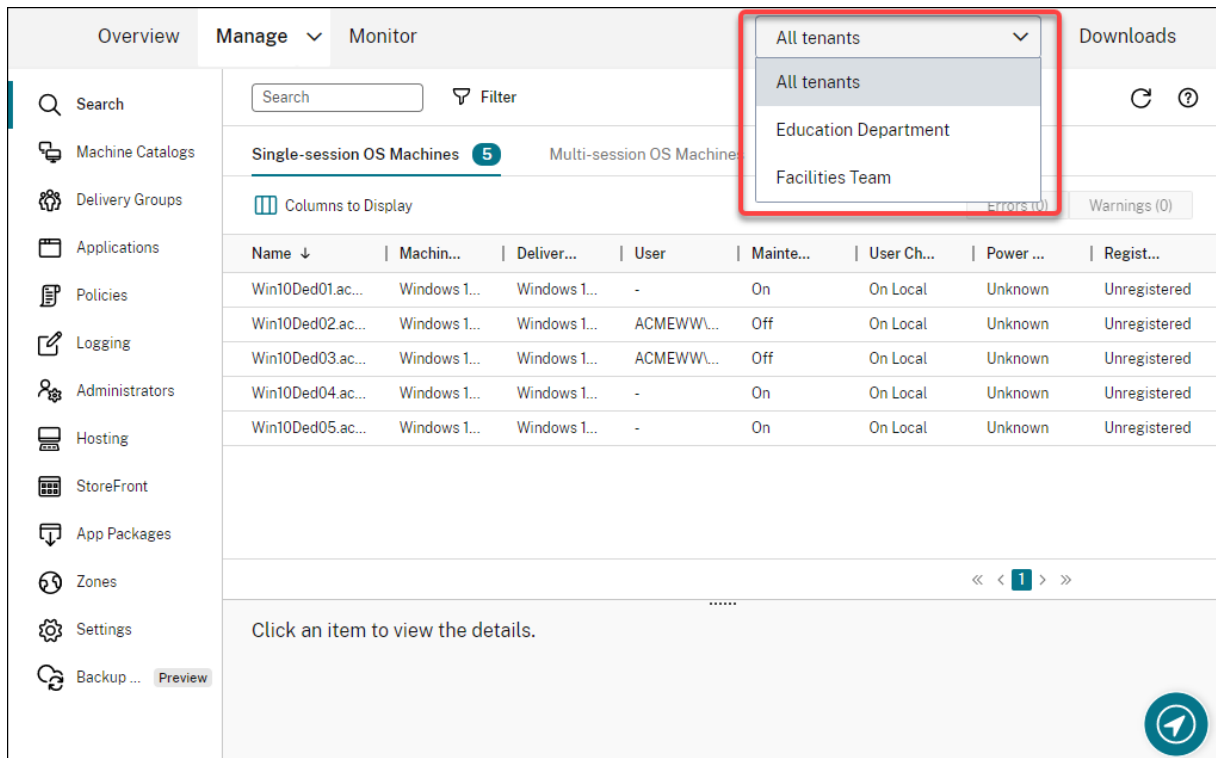 Overview Manage Monitor All tenants Downloads
All tenants
Education Department
Facilities Team
Search
Machine Catalogs
Delivery Groups
Applications
Policies
Logging
Administrators
Hosting
StoreFront
App Packages
Zones
Settings
Backup ... Preview
Search Filter
Single-session OS Machines 5 Multi-session OS Machines
Columns to Display Errors (0) Warnings (0)
Name ↓ Machin... Deliver... User Mainte... User Ch... Power ... Regist...
Win10Ded01.ac... Windows 1... Windows 1... - On On Local Unknown Unregistered
Win10Ded02.ac... Windows 1... Windows 1... ACMEWW\... Off On Local Unknown Unregistered
Win10Ded03.ac... Windows 1... Windows 1... ACMEWW\... Off On Local Unknown Unregistered
Win10Ded04.ac... Windows 1... Windows 1... - On On Local Unknown Unregistered
Win10Ded05.ac... Windows 1... Windows 1... - On On Local Unknown Unregistered
« < 1 > »
Click an item to view the details.